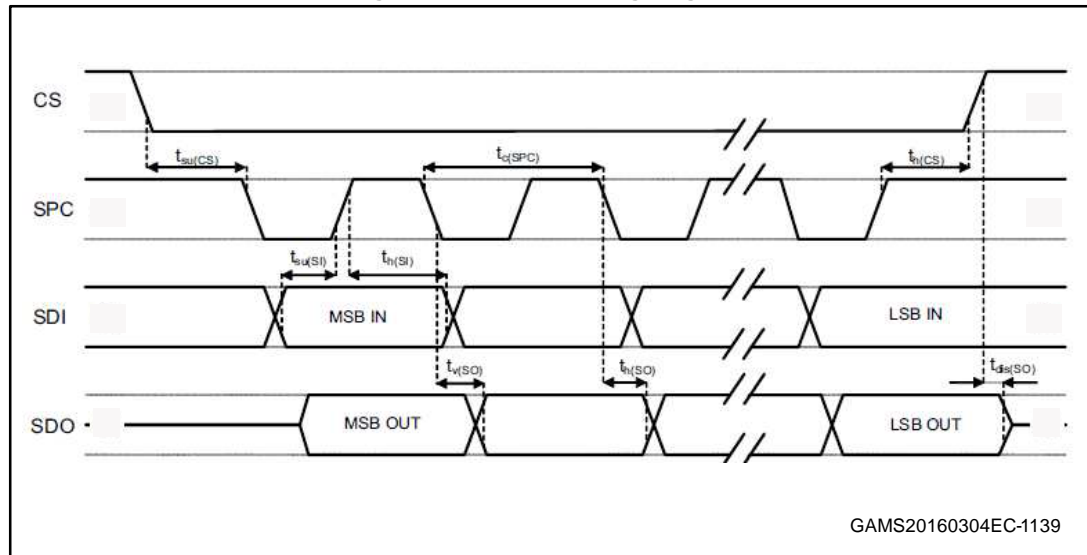 CS
t_su(CS)
t_c(SPC)
t_h(CS)
SPC
t_su(SI)
t_h(SI)
SDI
MSB IN
LSB IN
t_v(SO)
t_h(SO)
t_dis(SO)
SDO
MSB OUT
LSB OUT
GAMS20160304EC-1139